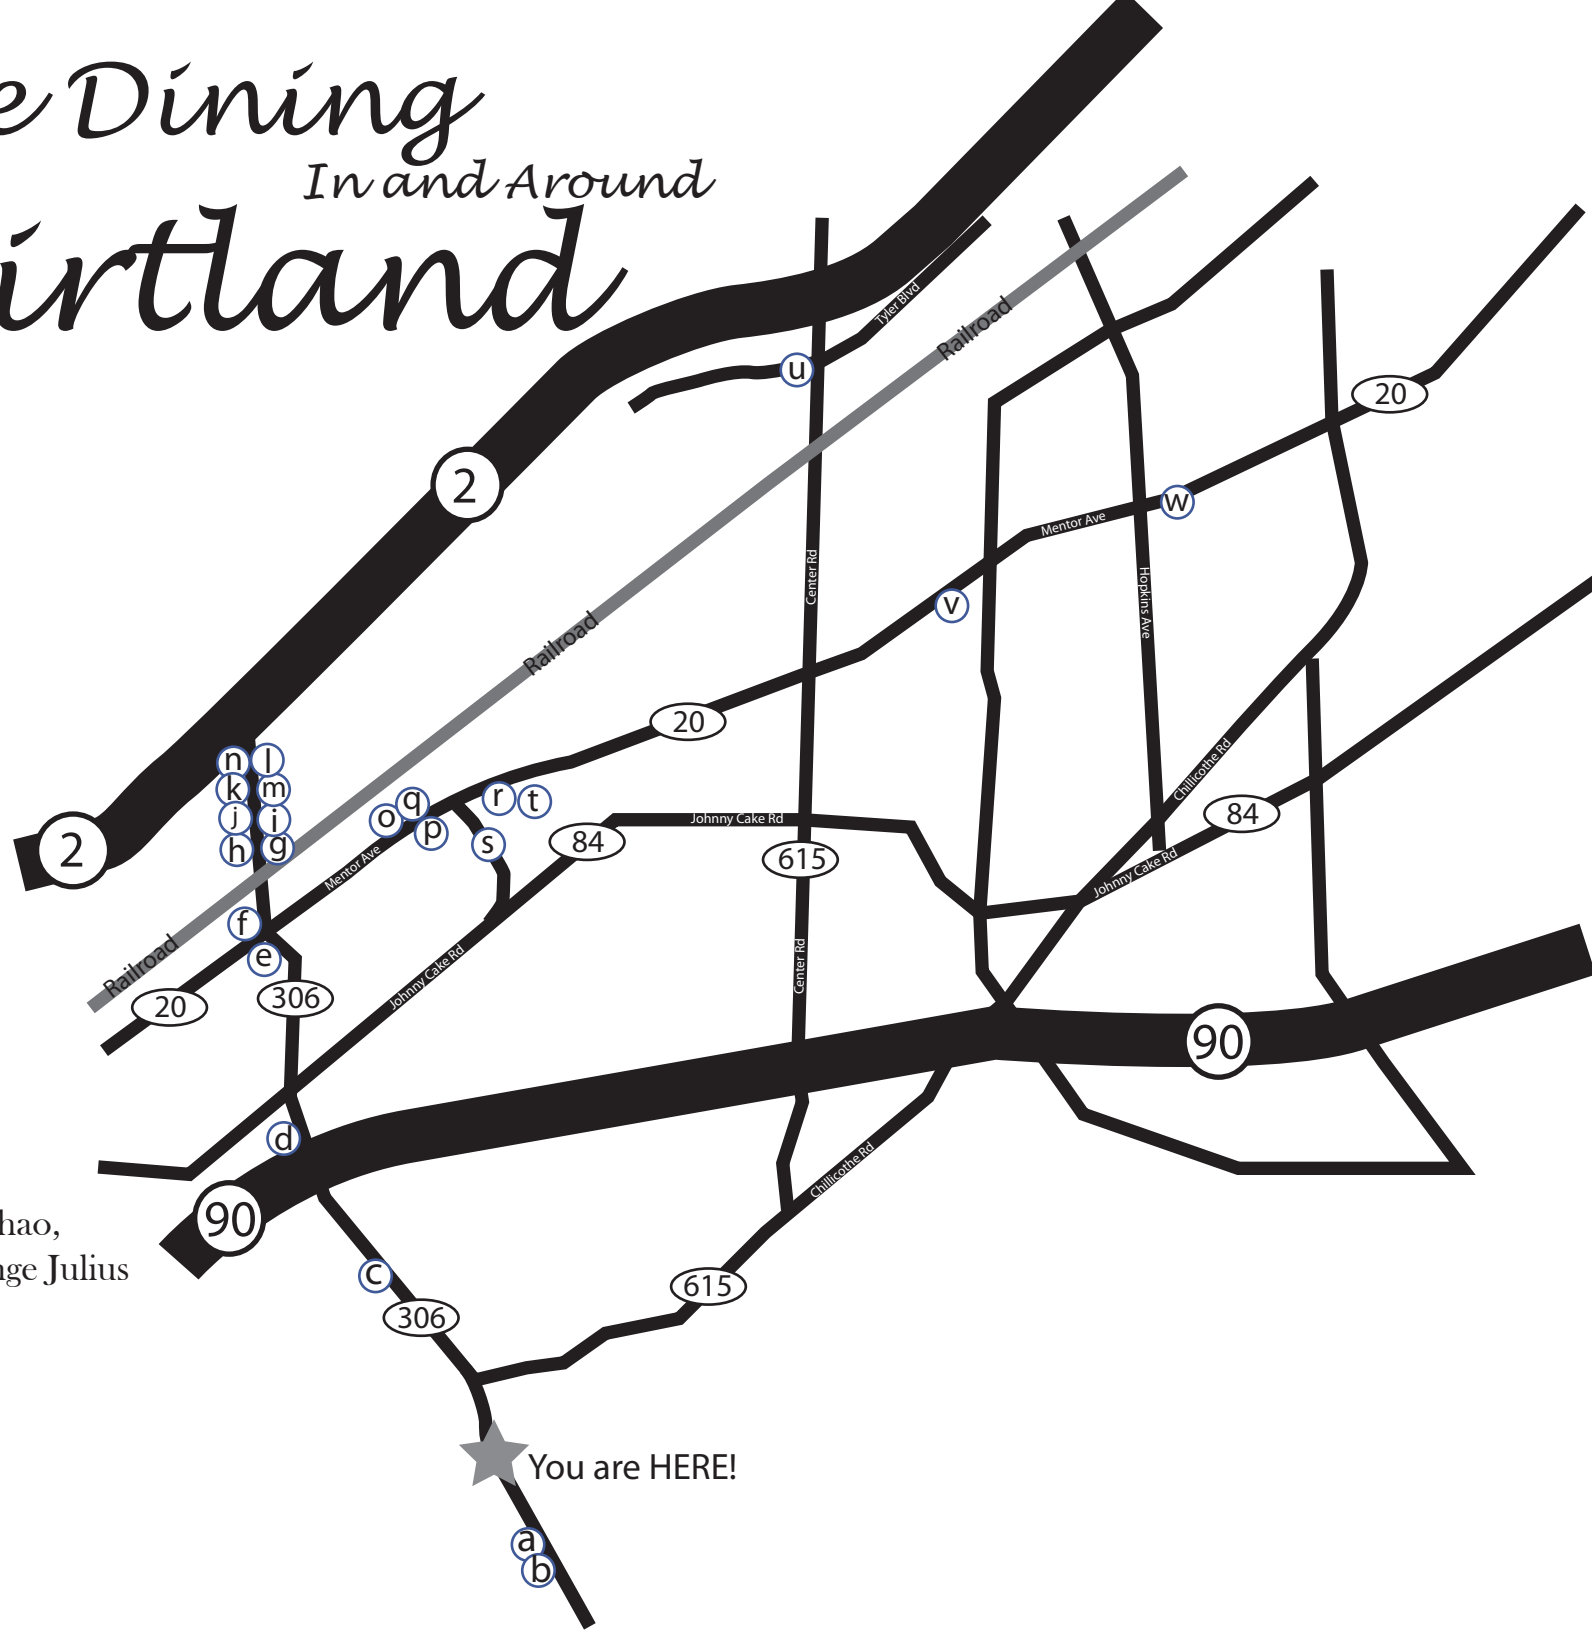 e Dining
In and Around
irtland
Tyler Blvd
Railroad
u
20
2
w
Mentor Ave
Center Rd
Hopkins Ave
v
Railroad
20
Chillicothe Rd
n l
k m
j i
h g
q r t
o p
s
84
Johnny Cake Rd
84
2
Mentor Ave
615
Johnny Cake Rd
f
e
Railroad
20
306
Johnny Cake Rd
Center Rd
90
d
Chillicothe Rd
90
hao,
nge Julius
c
615
306
You are HERE!
a
b